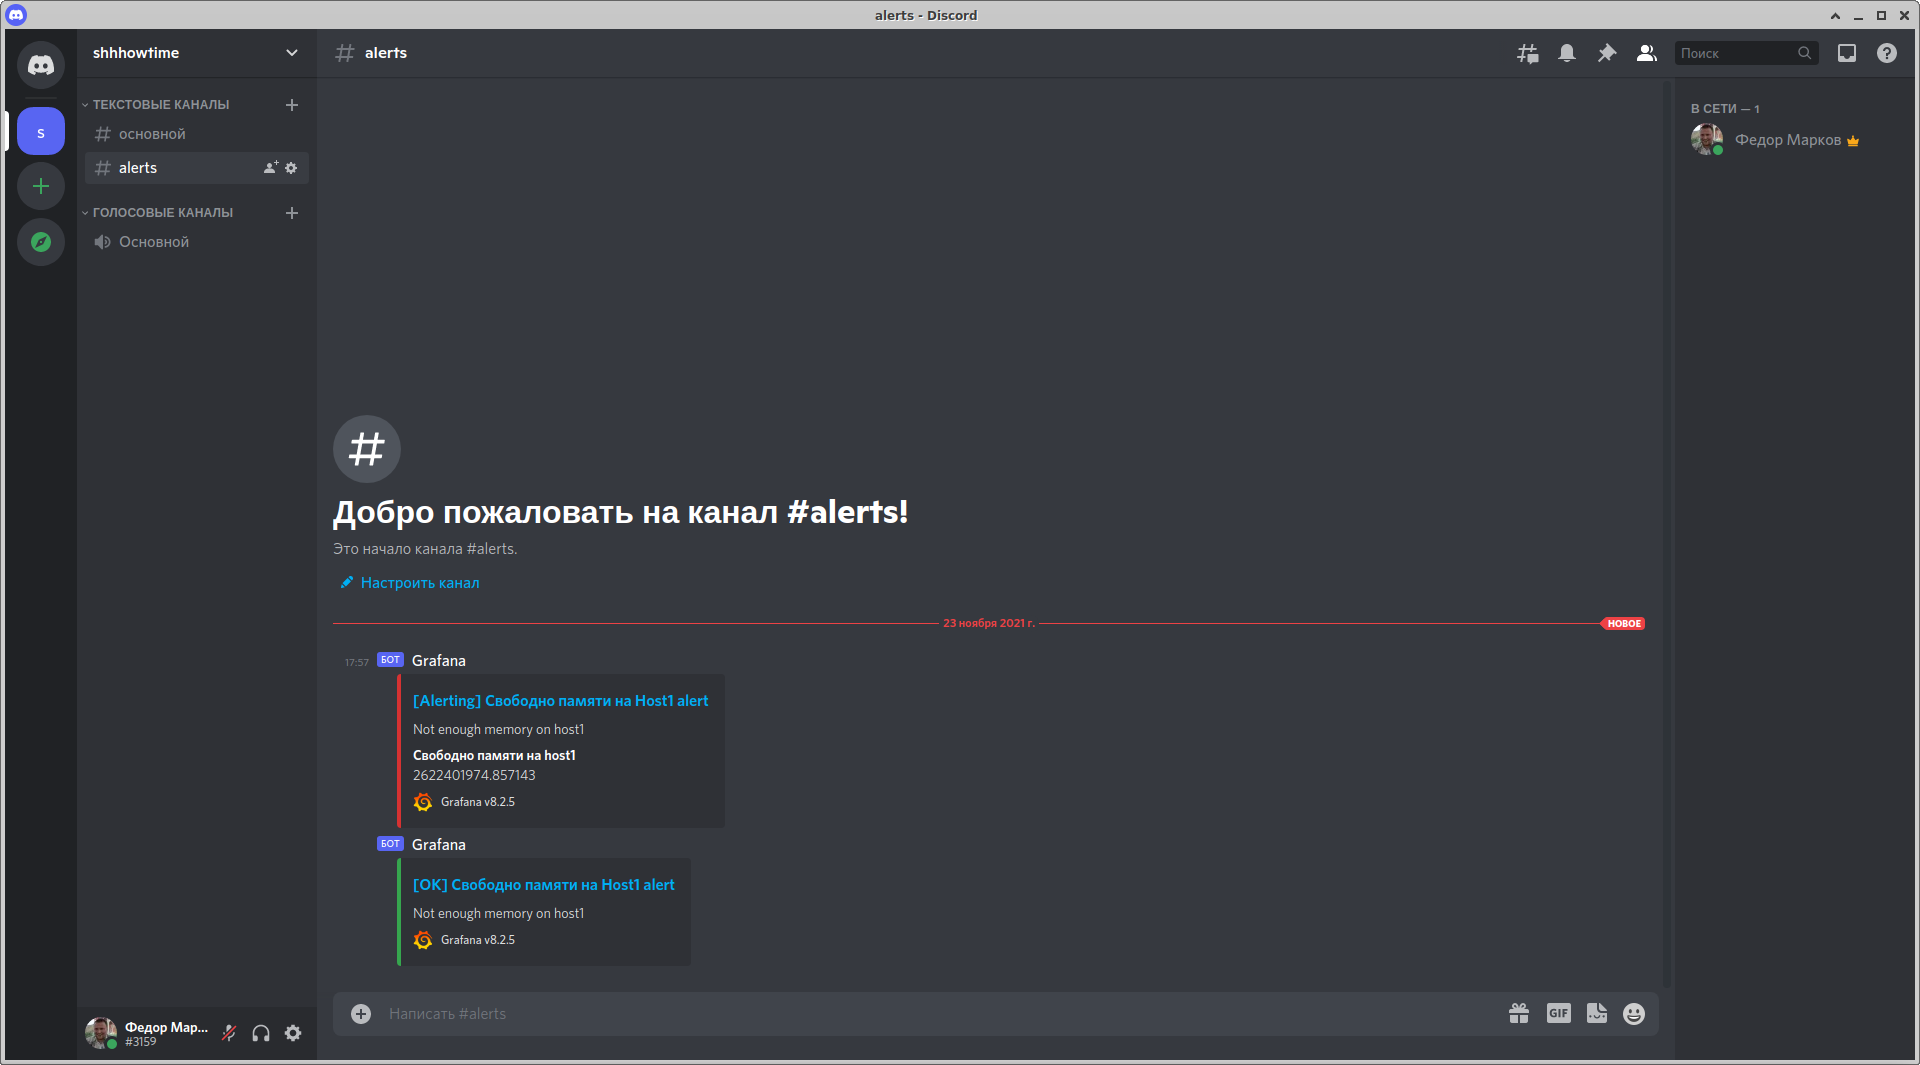 alerts - Discord
shhhowtime
ТЕКСТОВЫЕ КАНАЛЫ
основной
alerts
ГОЛОСОВЫЕ КАНАЛЫ
Основной
Федор Мар...
#3159
alerts
Поиск
Добро пожаловать на канал #alerts!
Это начало канала #alerts.
Настроить канал
23 ноября 2021 г.
НОВОЕ
17:57 БОТ Grafana
[Alerting] Свободно памяти на Host1 alert
Not enough memory on host1
Свободно памяти на host1
2622401974.857143
Grafana v8.2.5
БОТ Grafana
[OK] Свободно памяти на Host1 alert
Not enough memory on host1
Grafana v8.2.5
Написать #alerts
GIF
В СЕТИ — 1
Федор Марков
s